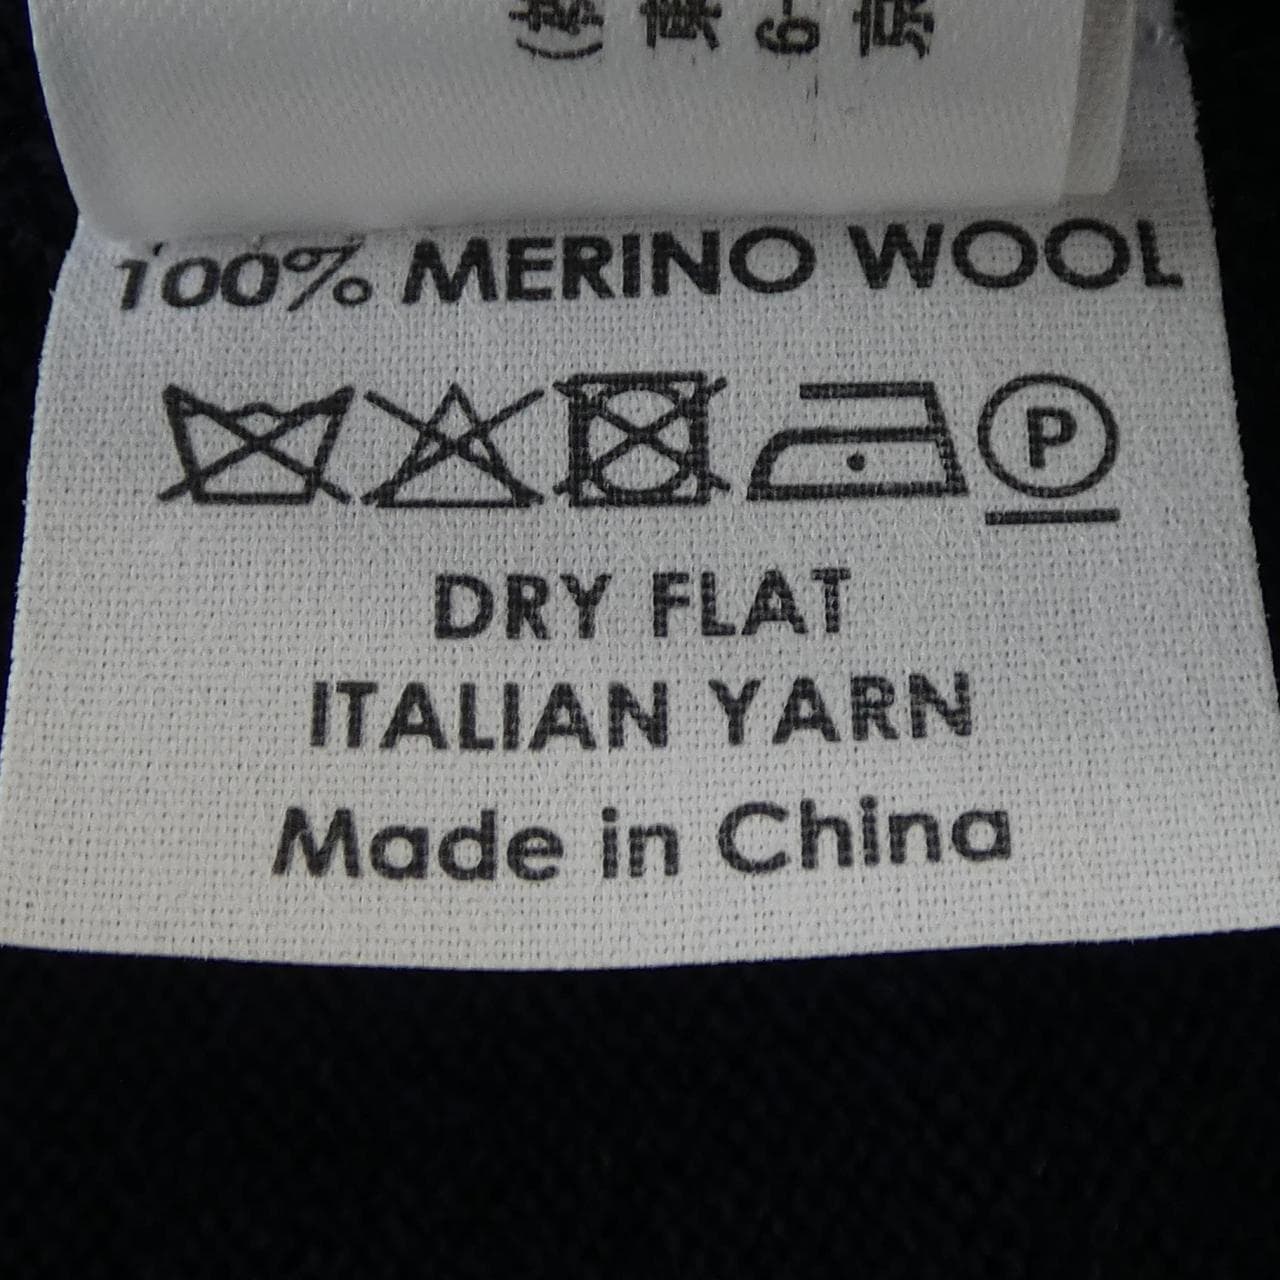 100% MERINO WOOL
P
DRY FLAT
ITALIAN YARN
Made in China